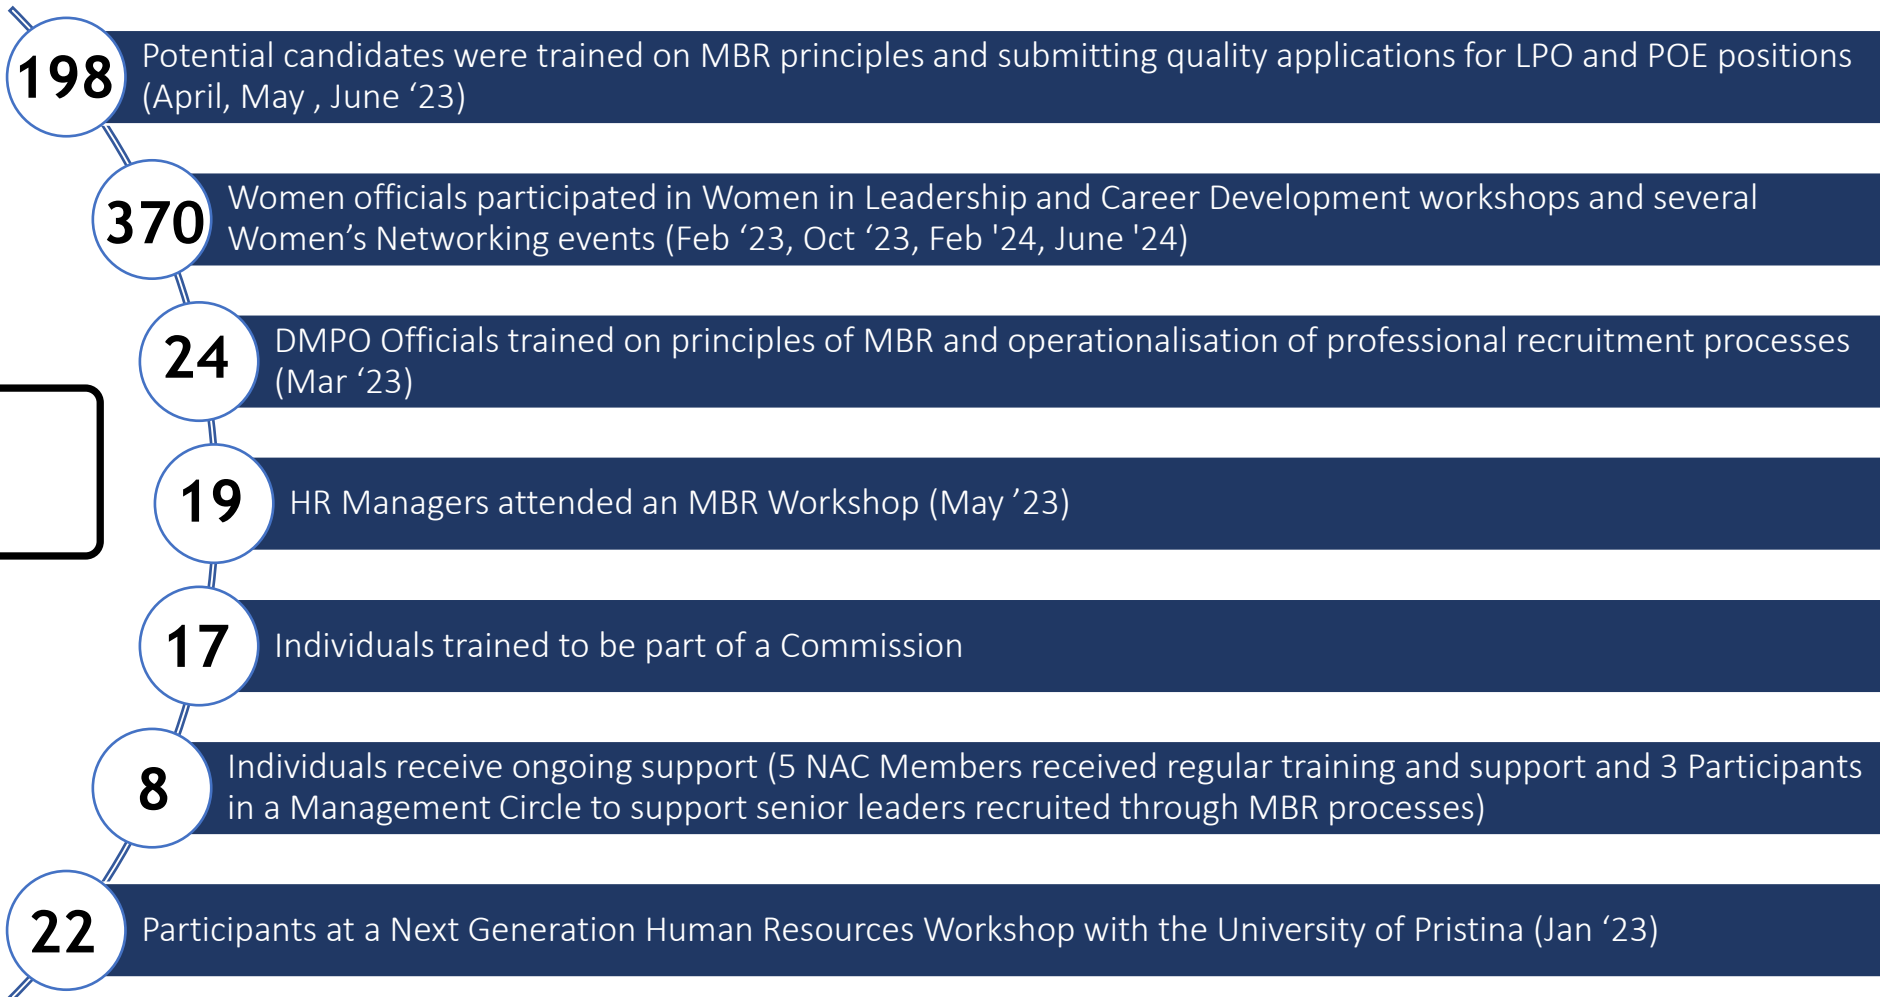 198
Potential candidates were trained on MBR principles and submitting quality applications for LPO and POE positions
(April, May , June ‘23)
370
Women officials participated in Women in Leadership and Career Development workshops and several
Women’s Networking events (Feb ‘23, Oct ‘23, Feb '24, June '24)
24
DMPO Officials trained on principles of MBR and operationalisation of professional recruitment processes
(Mar ‘23)
19
HR Managers attended an MBR Workshop (May ’23)
17
Individuals trained to be part of a Commission
8
Individuals receive ongoing support (5 NAC Members received regular training and support and 3 Participants
in a Management Circle to support senior leaders recruited through MBR processes)
22
Participants at a Next Generation Human Resources Workshop with the University of Pristina (Jan ‘23)